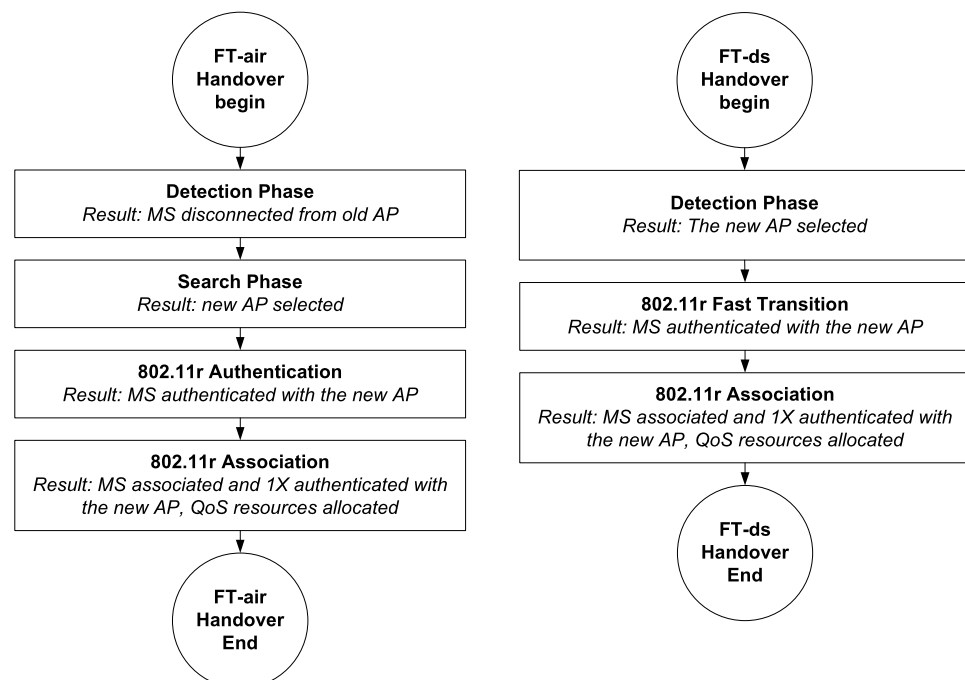 FT-air
Handover
begin
Detection Phase
Result: MS disconnected from old AP
Search Phase
Result: new AP selected
802.11r Authentication
Result: MS authenticated with the new AP
802.11r Association
Result: MS associated and 1X authenticated with
the new AP, QoS resources allocated
FT-air
Handover
End
FT-ds
Handover
begin
Detection Phase
Result: The new AP selected
802.11r Fast Transition
Result: MS authenticated with the new AP
802.11r Association
Result: MS associated and 1X authenticated with
the new AP, QoS resources allocated
FT-ds
Handover
End